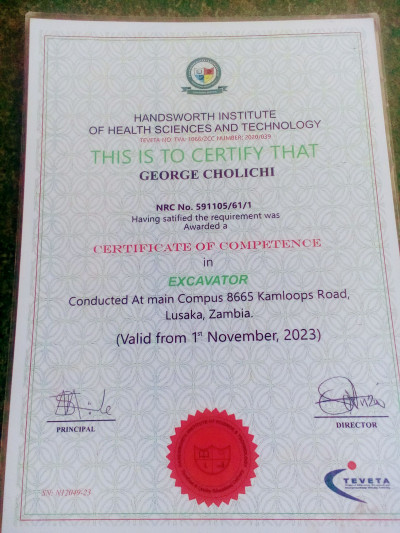 HANDSWORTH INSTITUTE
OF HEALTH SCIENCES AND TECHNOLOGY
THIS IS TO CERTIFY THAT
GEORGE CHOLICHI
NRC No. 591105/61/1
Having satified the requirement was
Awarded a
CERTIFICATE OF COMPETENCE
in
EXCAVATOR
Conducted At main Compus 8665 Kamloops Road,
Lusaka, Zambia.
(Valid from 1st November, 2023)
PRINCIPAL
DIRECTOR
TEVETA